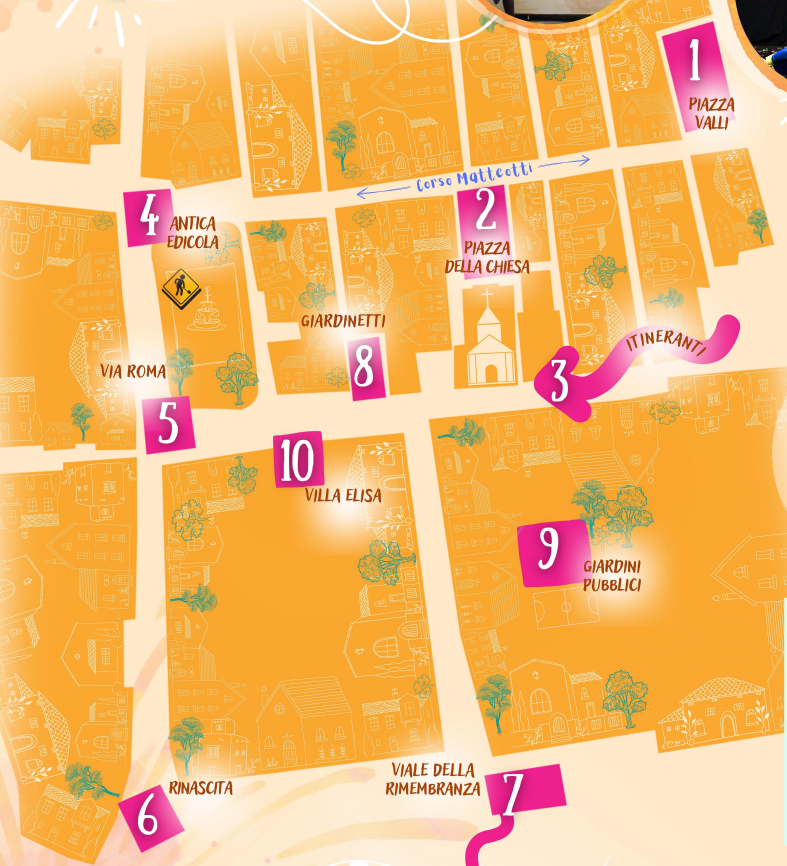 1
PIAZZA
VALLI
Corso Matteotti
4
ANTICA
EDICOLA
2
PIAZZA
DELLA CHIESA
GIARDINETTI
8
ITINERANTI
3
VIA ROMA
5
10
VILLA ELISA
9
GIARDINI
PUBBLICI
RINASCITA
6
VIALE DELLA
RIMEMBRANZA
7